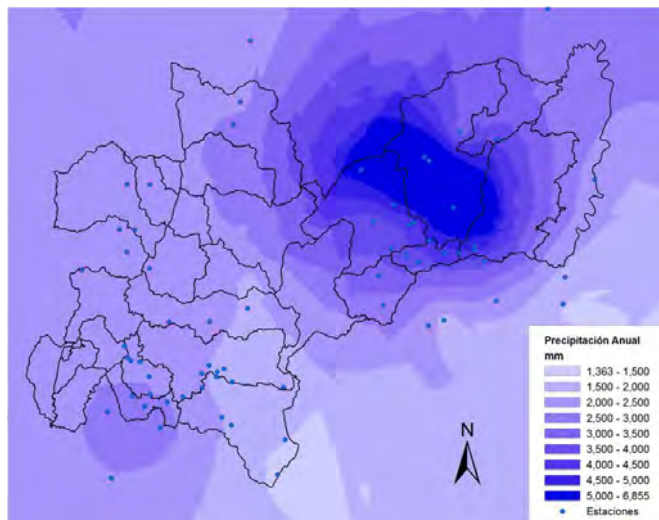 N
Precipitación Anual
mm
1,363 - 1,500
1,500 - 2,000
2,000 - 2,500
2,500 - 3,000
3,000 - 3,500
3,500 - 4,000
4,000 - 4,500
4,500 - 5,000
5,000 - 6,855
Estaciones